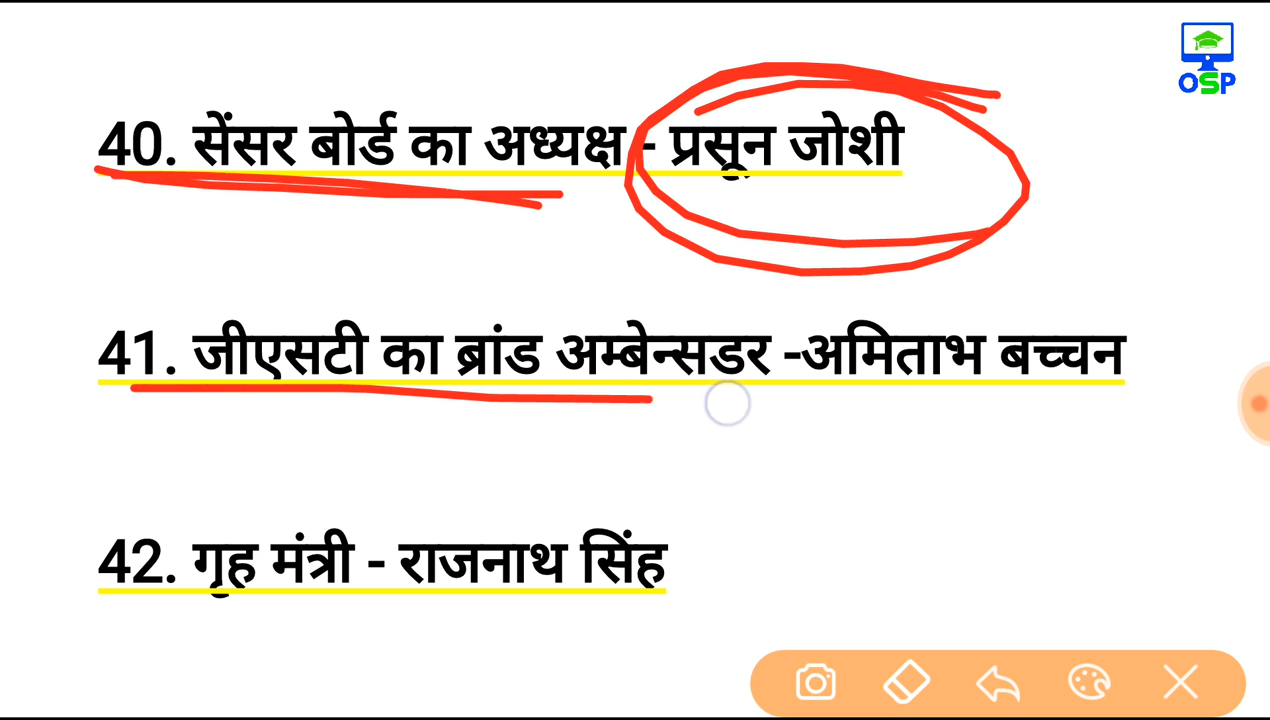 OSP
40. सेंसर बोर्ड का अध्यक्ष - प्रसून जोशी
41. जीएसटी का ब्रांड अम्बेन्सडर -अमिताभ बच्चन
42. गृह मंत्री - राजनाथ सिंह